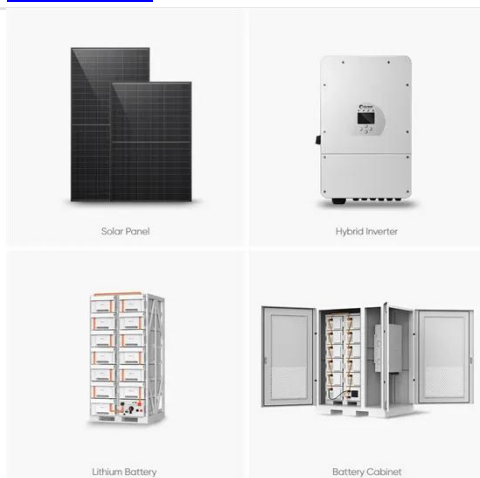 Solar Panel
Hybrid Inverter
Lithium Battery
Battery Cabinet